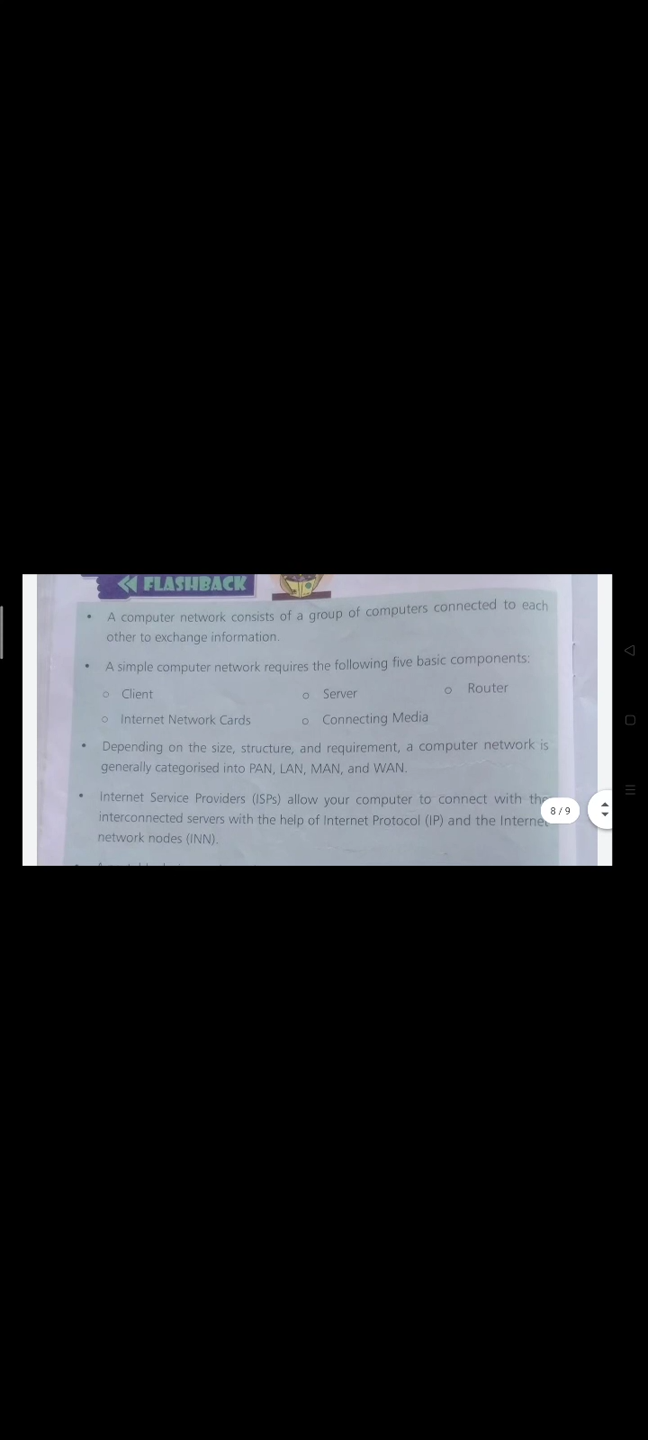 FLASHBACK
• A computer network consists of a group of computers connected to each
other to exchange information.
• A simple computer network requires the following five basic components:
o Client o Server o Router
o Internet Network Cards o Connecting Media
• Depending on the size, structure, and requirement, a computer network is
generally categorised into PAN, LAN, MAN, and WAN.
• Internet Service Providers (ISPs) allow your computer to connect with the
interconnected servers with the help of Internet Protocol (IP) and the Internet
network nodes (INN).
8 / 9